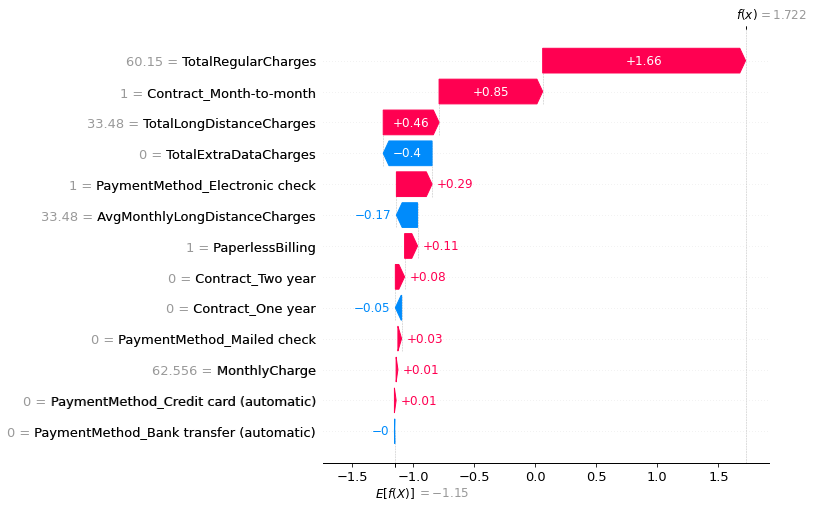 f(x) = 1.722
60.15 = TotalRegularCharges
+1.66
1 = Contract_Month-to-month
+0.85
33.48 = TotalLongDistanceCharges
+0.46
0 = TotalExtraDataCharges
−0.4
1 = PaymentMethod_Electronic check
+0.29
33.48 = AvgMonthlyLongDistanceCharges
−0.17
1 = PaperlessBilling
+0.11
0 = Contract_Two year
+0.08
0 = Contract_One year
−0.05
0 = PaymentMethod_Mailed check
+0.03
62.556 = MonthlyCharge
+0.01
0 = PaymentMethod_Credit card (automatic)
+0.01
0 = PaymentMethod_Bank transfer (automatic)
−0
−1.5 −1.0 −0.5 0.0 0.5 1.0 1.5
E[f(X)] = −1.15